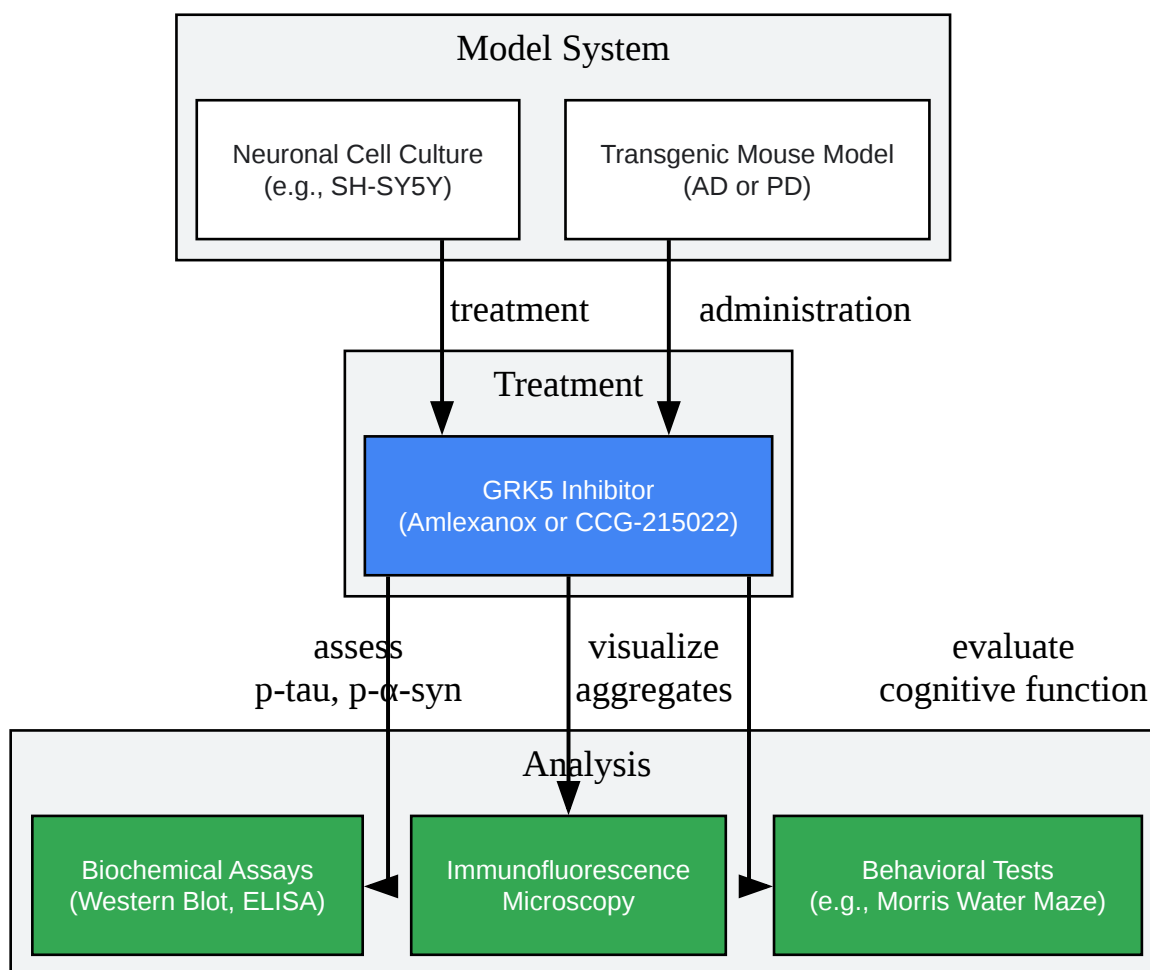 Model System
Neuronal Cell Culture
(e.g., SH-SY5Y)
Transgenic Mouse Model
(AD or PD)
treatment
administration
Treatment
GRK5 Inhibitor
(Amlexanox or CCG-215022)
assess
p-tau, p-α-syn
visualize
aggregates
evaluate
cognitive function
Analysis
Biochemical Assays
(Western Blot, ELISA)
Immunofluorescence
Microscopy
Behavioral Tests
(e.g., Morris Water Maze)